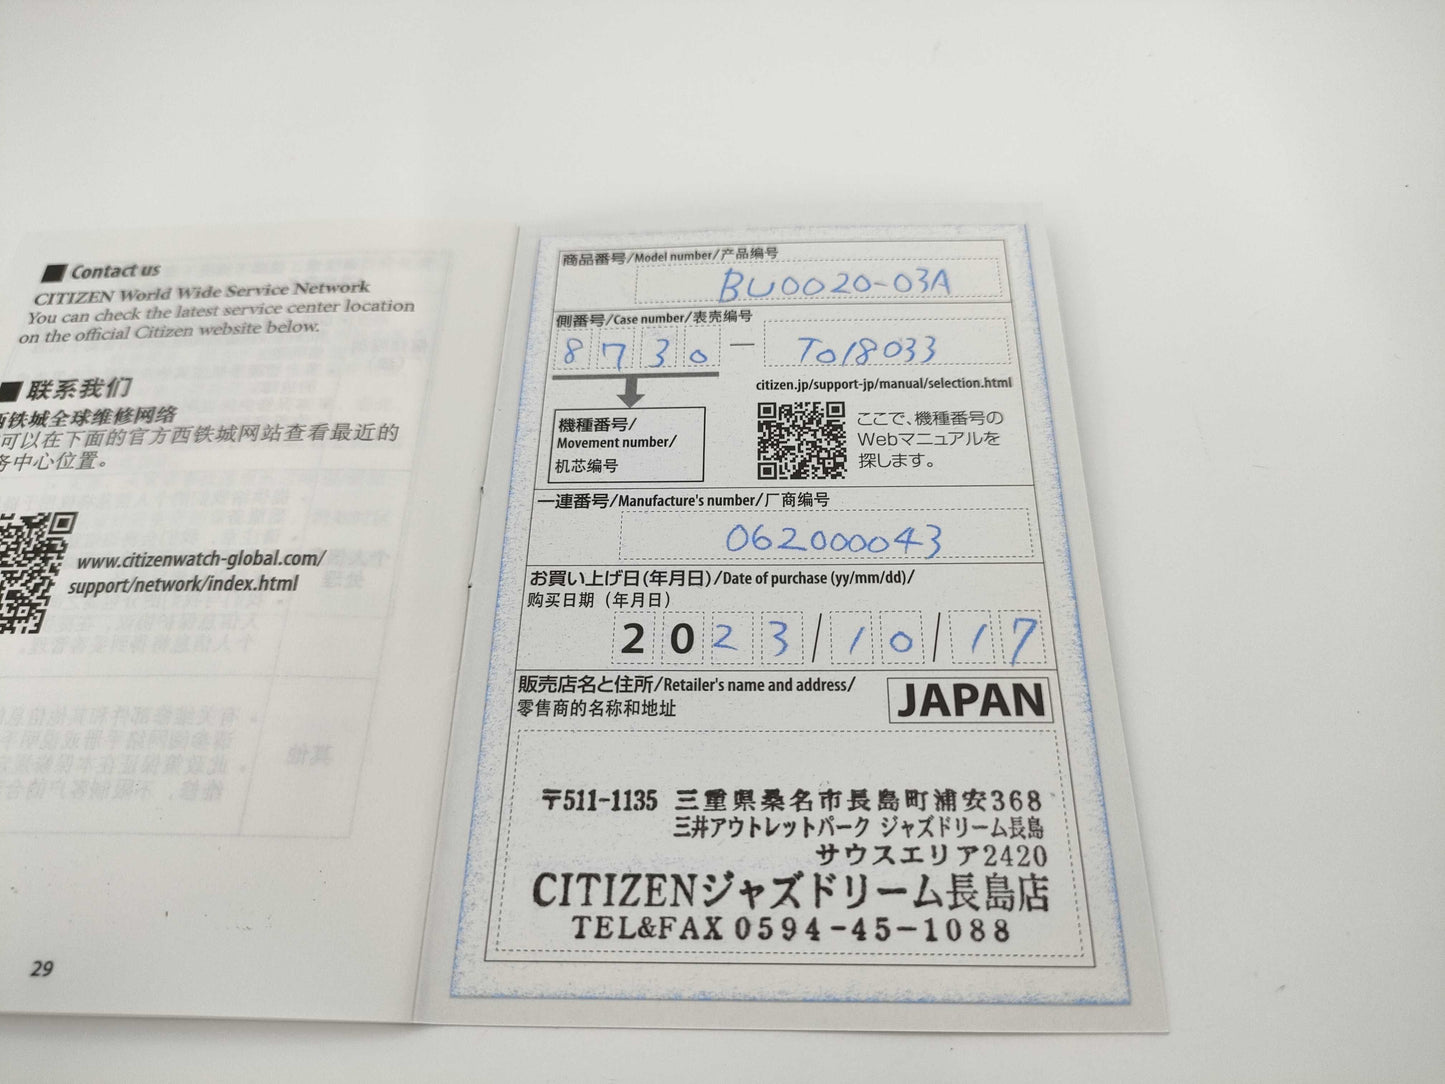 ■ Contact us
CITIZEN World Wide Service Network
You can check the latest service center location
on the official Citizen website below.
■ 联系我们
西铁城全球维修网络
可以在下面的官方西铁城网站查看最近的
务中心位置。
www.citizenwatch-global.com/
support/network/index.html
29
商品番号/Model number/产品编号
BU0020-03A
側番号/Case number/表壳编号
8730 — T018033
citizen.jp/support-jp/manual/selection.html
機種番号/
Movement number/
机芯编号
ここで、機種番号の
Webマニュアルを
探します。
一連番号/Manufacture's number/厂商编号
062000043
お買い上げ日(年月日)/Date of purchase (yy/mm/dd)/
购买日期（年月日）
2023/10/17
販売店名と住所/Retailer's name and address/
零售商的名称和地址
JAPAN
〒511-1135 三重県桑名市長島町浦安368
三井アウトレットパーク ジャズドリーム長島
サウスエリア2420
CITIZENジャズドリーム長島店
TEL&FAX 0594-45-1088